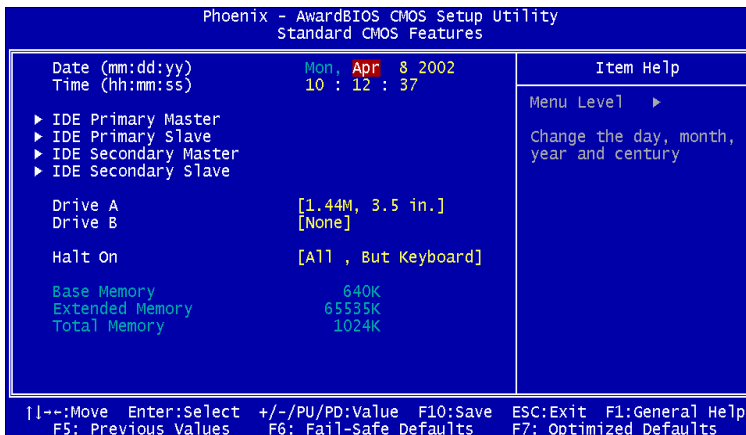 Phoenix - AwardBIOS CMOS Setup Utility
Standard CMOS Features
Date (mm:dd:yy) Mon, Apr 8 2002
Time (hh:mm:ss) 10 : 12 : 37
▶ IDE Primary Master
▶ IDE Primary Slave
▶ IDE Secondary Master
▶ IDE Secondary Slave
Drive A [1.44M, 3.5 in.]
Drive B [None]
Halt On [All , But Keyboard]
Base Memory 640K
Extended Memory 65535K
Total Memory 1024K
Item Help
Menu Level ▶
Change the day, month,
year and century
↑↓→←:Move Enter:Select +/-/PU/PD:Value F10:Save ESC:Exit F1:General Help
F5: Previous Values F6: Fail-Safe Defaults F7: Optimized Defaults